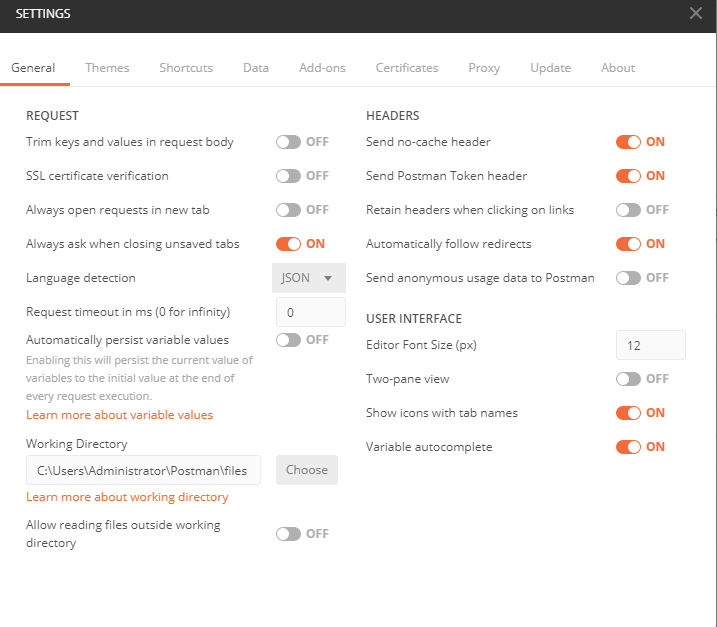 SETTINGS
General Themes Shortcuts Data Add-ons Certificates Proxy Update About
REQUEST
Trim keys and values in request body OFF
SSL certificate verification OFF
Always open requests in new tab OFF
Always ask when closing unsaved tabs ON
Language detection JSON
Request timeout in ms (0 for infinity) 0
Automatically persist variable values OFF
Enabling this will persist the current value of
variables to the initial value at the end of
every request execution.
Learn more about variable values
Working Directory
C:\Users\Administrator\Postman\files Choose
Learn more about working directory
Allow reading files outside working
directory OFF
HEADERS
Send no-cache header ON
Send Postman Token header ON
Retain headers when clicking on links OFF
Automatically follow redirects ON
Send anonymous usage data to Postman OFF
USER INTERFACE
Editor Font Size (px) 12
Two-pane view OFF
Show icons with tab names ON
Variable autocomplete ON